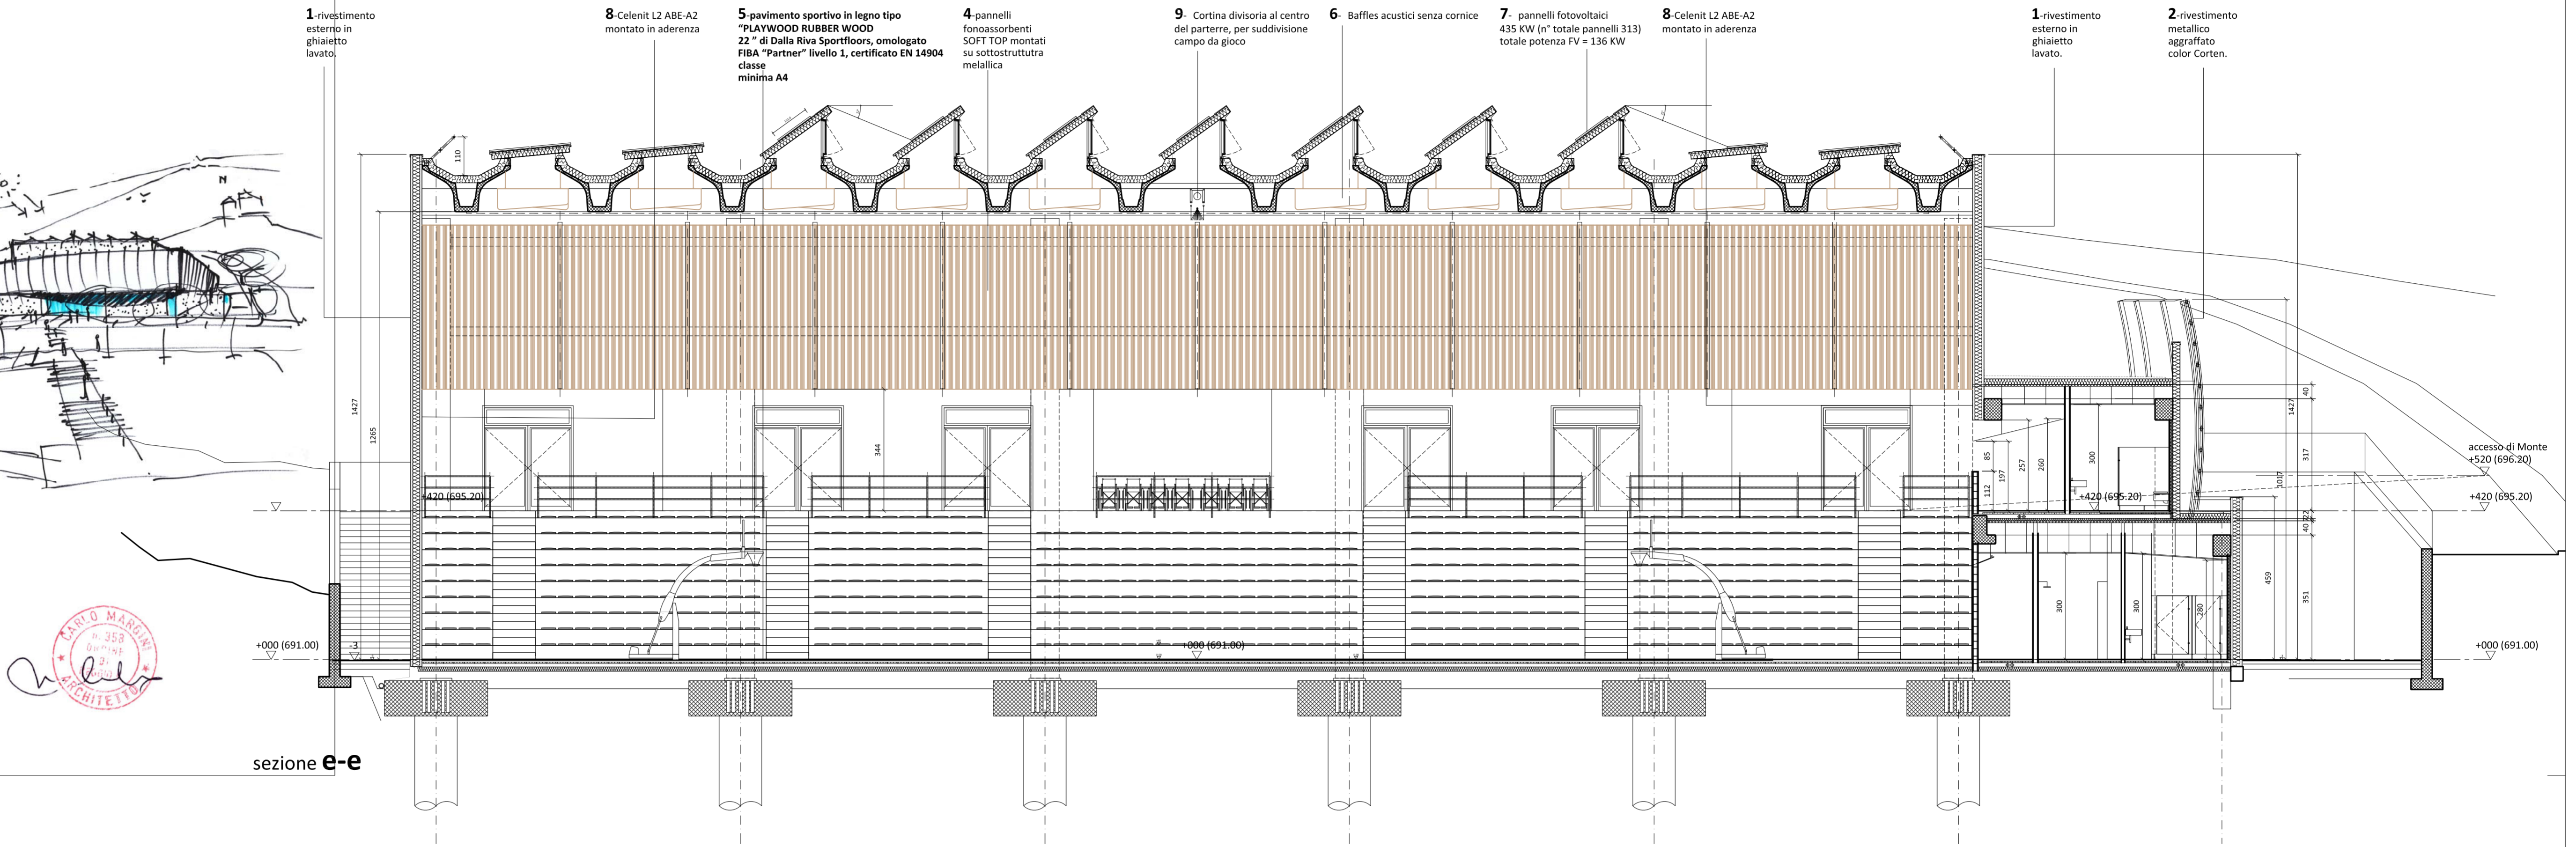 1-rivestimento
esterno in
ghiaietto
lavato.
8-Celenit L2 ABE-A2
montato in aderenza
5-pavimento sportivo in legno tipo
"PLAYWOOD RUBBER WOOD
22 " di Dalla Riva Sportfloors, omologato
FIBA "Partner" livello 1, certificato EN 14904
classe
minima A4
4-pannelli
fonoassorbenti
SOFT TOP montati
su sottostruttutra
melallica
9- Cortina divisoria al centro
del parterre, per suddivisione
campo da gioco
6- Baffles acustici senza cornice
7- pannelli fotovoltaici
435 KW (n° totale pannelli 313)
totale potenza FV = 136 KW
8-Celenit L2 ABE-A2
montato in aderenza
1-rivestimento
esterno in
ghiaietto
lavato.
2-rivestimento
metallico
aggraffato
color Corten.
110
N
1427
1265
344
40
1427
317
1017
85
197
257
260
300
112
accesso di Monte
+520 (696.20)
+420 (695.20)
+420 (695.20)
+420 (695.20)
22
40
459
351
300
300
280
+000 (691.00)
-3
+000 (691.00)
+000 (691.00)
CARLO MARGINI
n. 358
ORDINE
DI
ARCHITETTO
sezione e-e